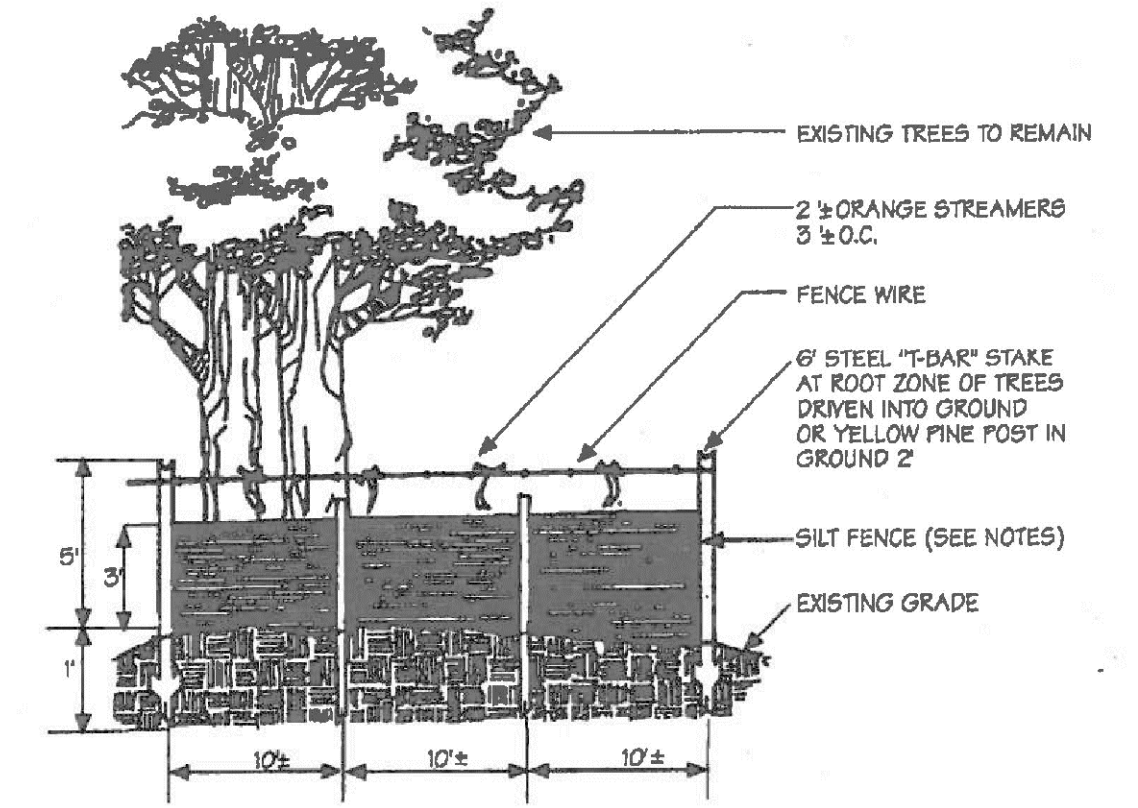 EXISTING TREES TO REMAIN
2'± ORANGE STREAMERS
3'± O.C.
FENCE WIRE
6' STEEL "T-BAR" STAKE
AT ROOT ZONE OF TREES
DRIVEN INTO GROUND
OR YELLOW PINE POST IN
GROUND 2'
SILT FENCE (SEE NOTES)
EXISTING GRADE
5'
3'
1'
10'±
10'±
10'±